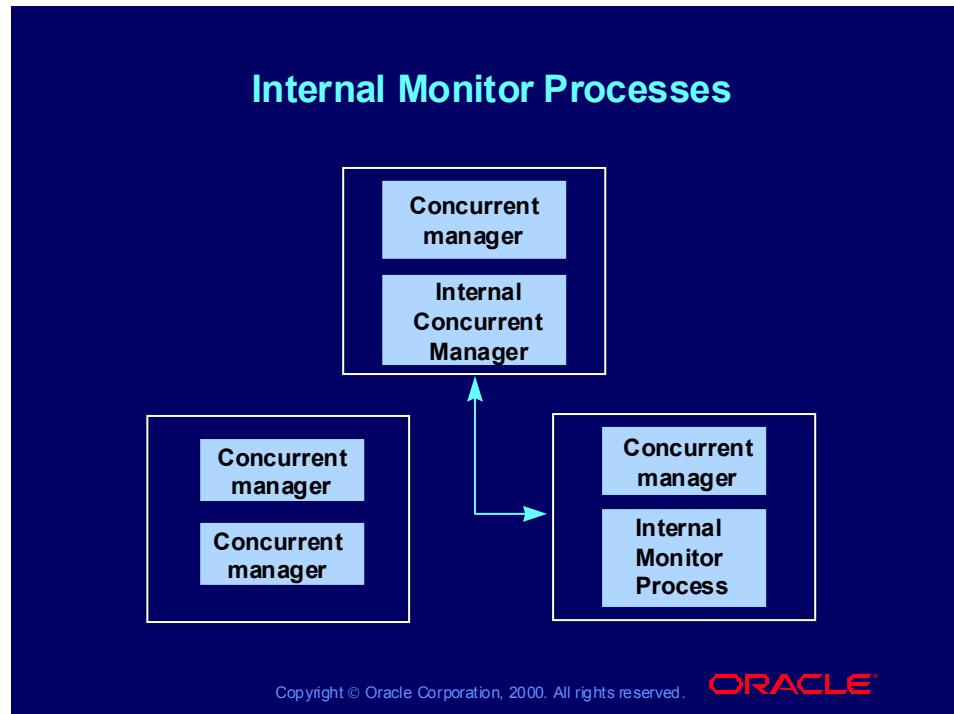 Internal Monitor Processes
Concurrent
manager
Internal
Concurrent
Manager
Concurrent
manager
Concurrent
manager
Concurrent
manager
Internal
Monitor
Process
Copyright © Oracle Corporation, 2000. All rights reserved.
ORACLE®